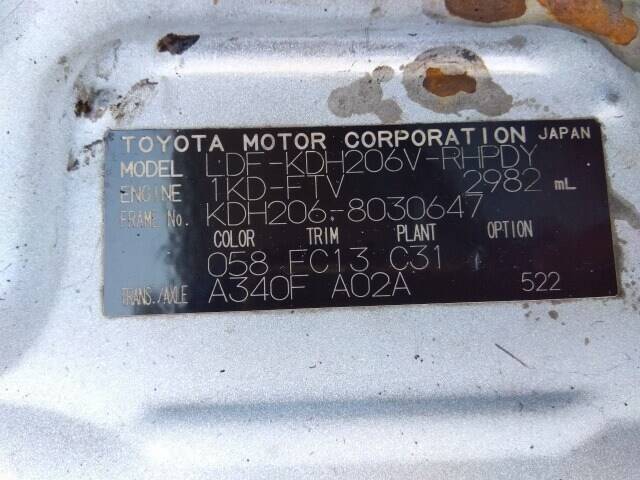 TOYOTA MOTOR CORPORATION JAPAN
MODEL LDF-KDH206V-RHPDY
ENGINE 1KD-FTV 2982 mL
FRAME No. KDH206-8030647
COLOR TRIM PLANT OPTION
058 FC13 C31
TRANS./AXLE A340F A02A 522